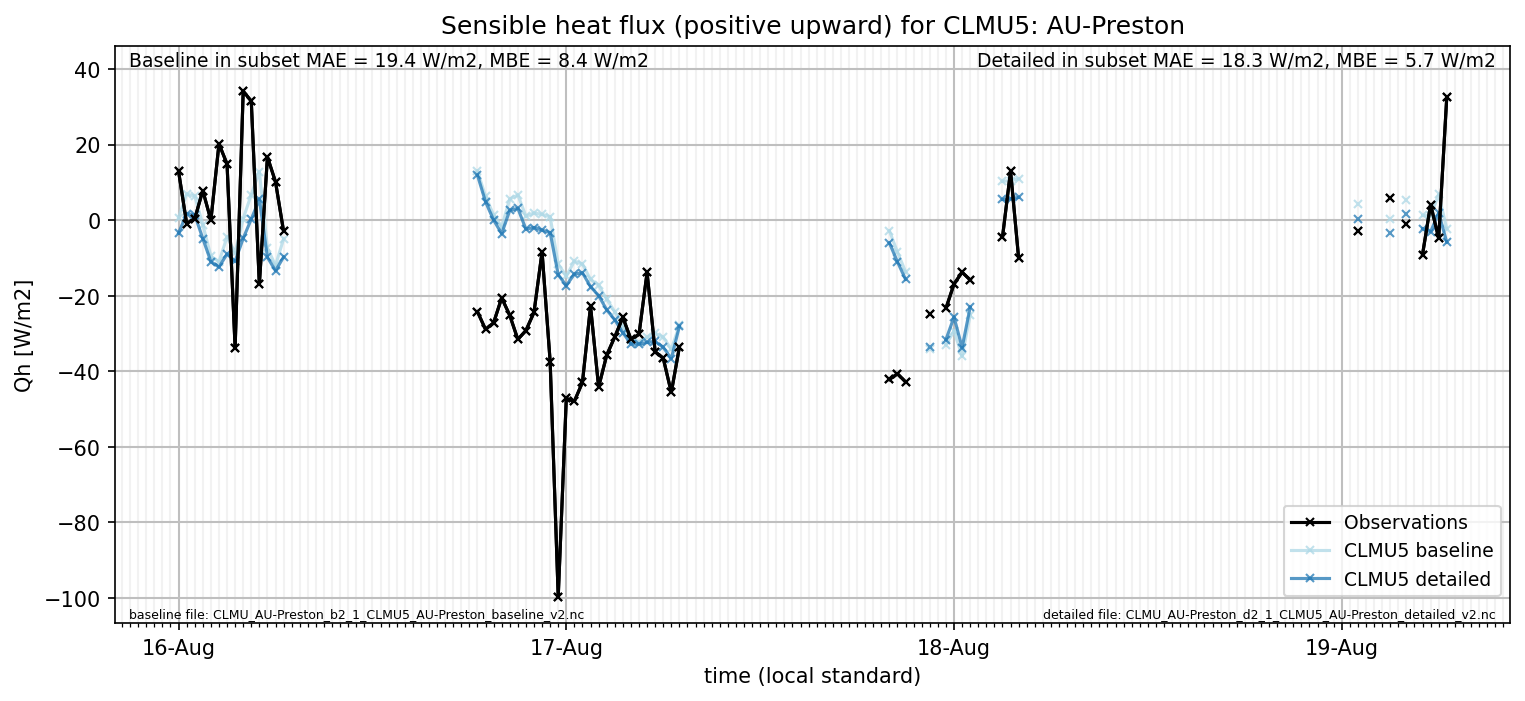 Sensible heat flux (positive upward) for CLMU5: AU-Preston
Baseline in subset MAE = 19.4 W/m2, MBE = 8.4 W/m2
Detailed in subset MAE = 18.3 W/m2, MBE = 5.7 W/m2
Qh [W/m2]
40
20
0
−20
−40
−60
−80
−100
Observations
CLMU5 baseline
CLMU5 detailed
baseline file: CLMU_AU-Preston_b2_1_CLMU5_AU-Preston_baseline_v2.nc
detailed file: CLMU_AU-Preston_d2_1_CLMU5_AU-Preston_detailed_v2.nc
16-Aug
17-Aug
18-Aug
19-Aug
time (local standard)